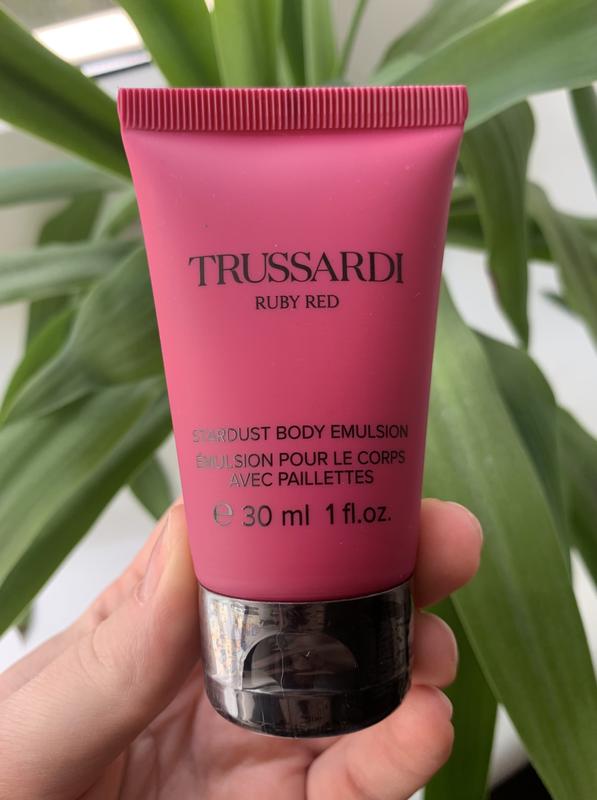 TRUSSARDI
RUBY RED
STARDUST BODY EMULSION
ÉMULSION POUR LE CORPS
AVEC PAILLETTES
℮ 30 ml 1 fl.oz.